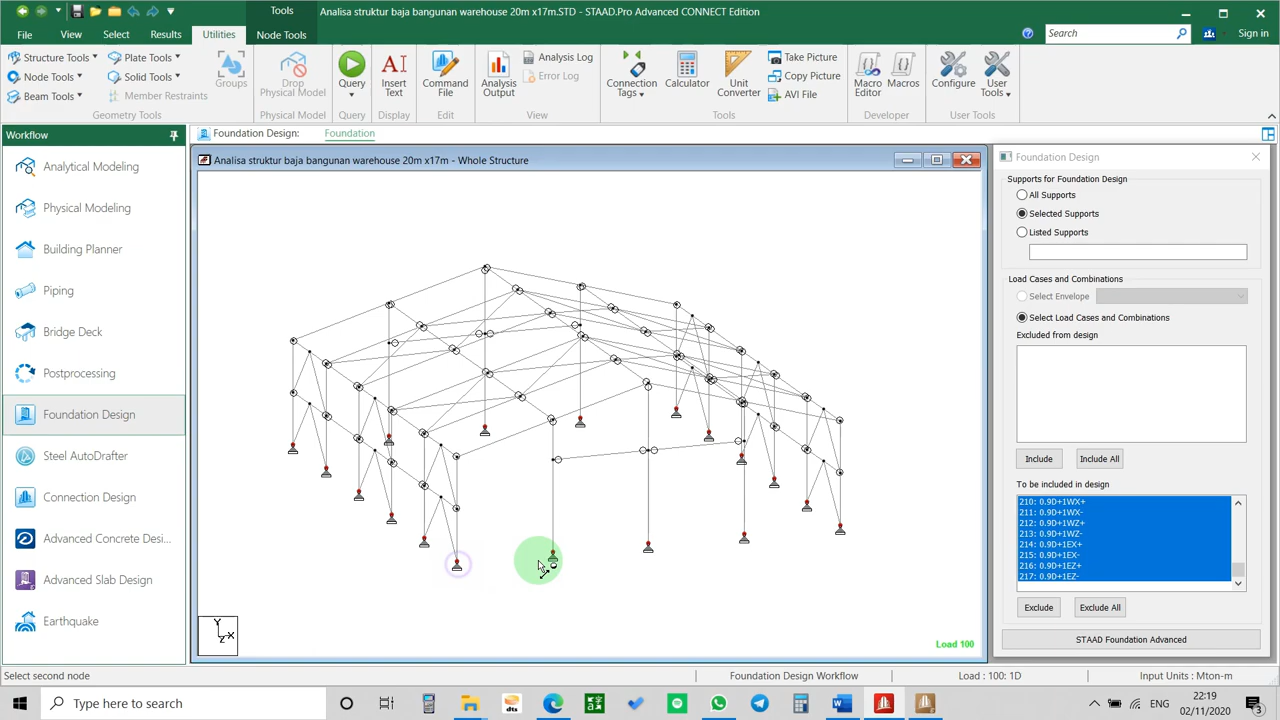 Tools
Analisa struktur baja bangunan warehouse 20m x17m.STD - STAAD.Pro Advanced CONNECT Edition
File
View
Select
Results
Utilities
Node Tools
Search
Sign in
Structure Tools
Node Tools
Beam Tools
Plate Tools
Solid Tools
Member Restraints
Groups
Geometry Tools
Drop
Physical Model
Physical Model
Query
Query
Insert
Text
Display
Command
File
Edit
Analysis
Output
Analysis Log
Error Log
View
Connection
Tags
Calculator
Unit
Converter
Take Picture
Copy Picture
AVI File
Tools
Macro
Editor
Macros
Developer
Configure
User
Tools
User Tools
Workflow
Analytical Modeling
Physical Modeling
Building Planner
Piping
Bridge Deck
Postprocessing
Foundation Design
Steel AutoDrafter
Connection Design
Advanced Concrete Desi...
Advanced Slab Design
Earthquake
Foundation Design:
Foundation
Analisa struktur baja bangunan warehouse 20m x17m - Whole Structure
Y
X
Z
Load 100
Foundation Design
Supports for Foundation Design
All Supports
Selected Supports
Listed Supports
Load Cases and Combinations
Select Envelope
Select Load Cases and Combinations
Excluded from design
Include
Include All
To be included in design
210: 0.9D+1WX+
211: 0.9D+1WX-
212: 0.9D+1WZ+
213: 0.9D+1WZ-
214: 0.9D+1EX+
215: 0.9D+1EX-
216: 0.9D+1EZ+
217: 0.9D+1EZ-
Exclude
Exclude All
STAAD Foundation Advanced
Select second node
Foundation Design Workflow
Load : 100: 1D
Input Units : Mton-m
Type here to search
dts
ENG
22:19
02/11/2020
3